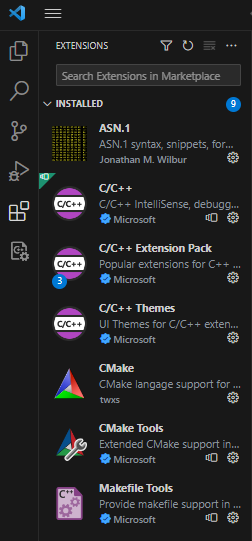 EXTENSIONS
Search Extensions in Marketplace
INSTALLED 9
ASN.1
ASN.1 syntax, snippets, for...
Jonathan M. Wilbur
C/C++
C/C++
C/C++ IntelliSense, debugg...
Microsoft
C/C++
3
C/C++ Extension Pack
Popular extensions for C++ ...
Microsoft
C/C++
C/C++ Themes
UI Themes for C/C++ exten...
Microsoft
CMake
CMake langage support for ...
twxs
CMake Tools
Extended CMake support in...
Microsoft
C++
Makefile Tools
Provide makefile support in ...
Microsoft